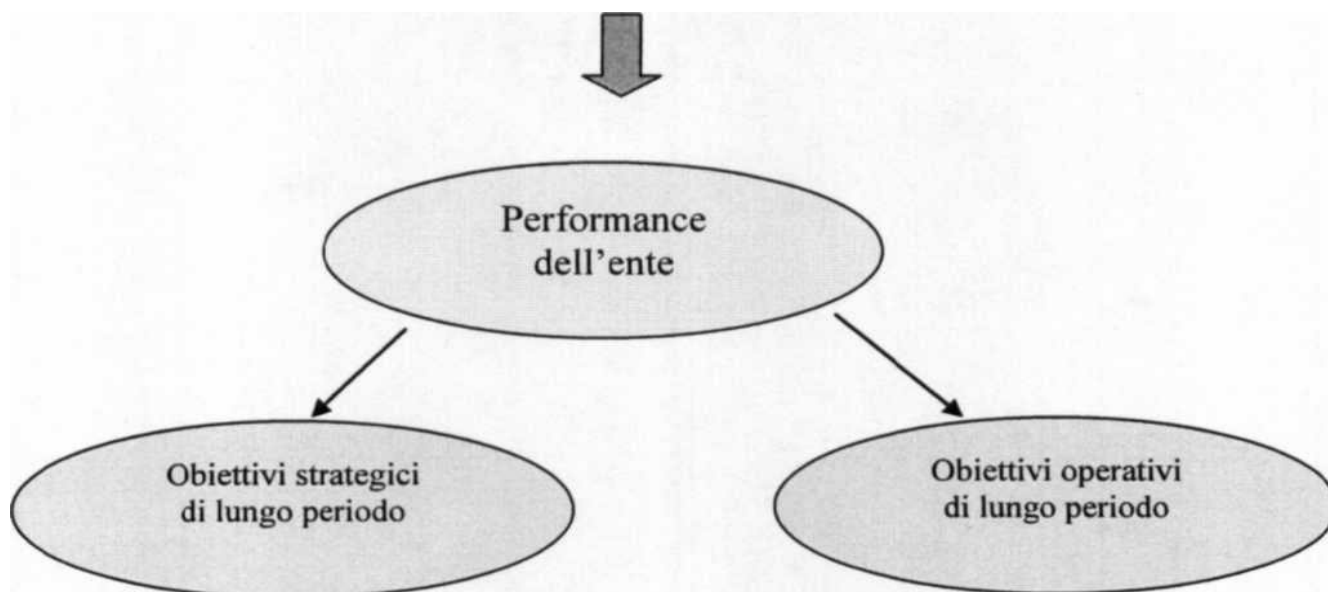 Performance
dell'ente
Obiettivi strategici
di lungo periodo
Obiettivi operativi
di lungo periodo